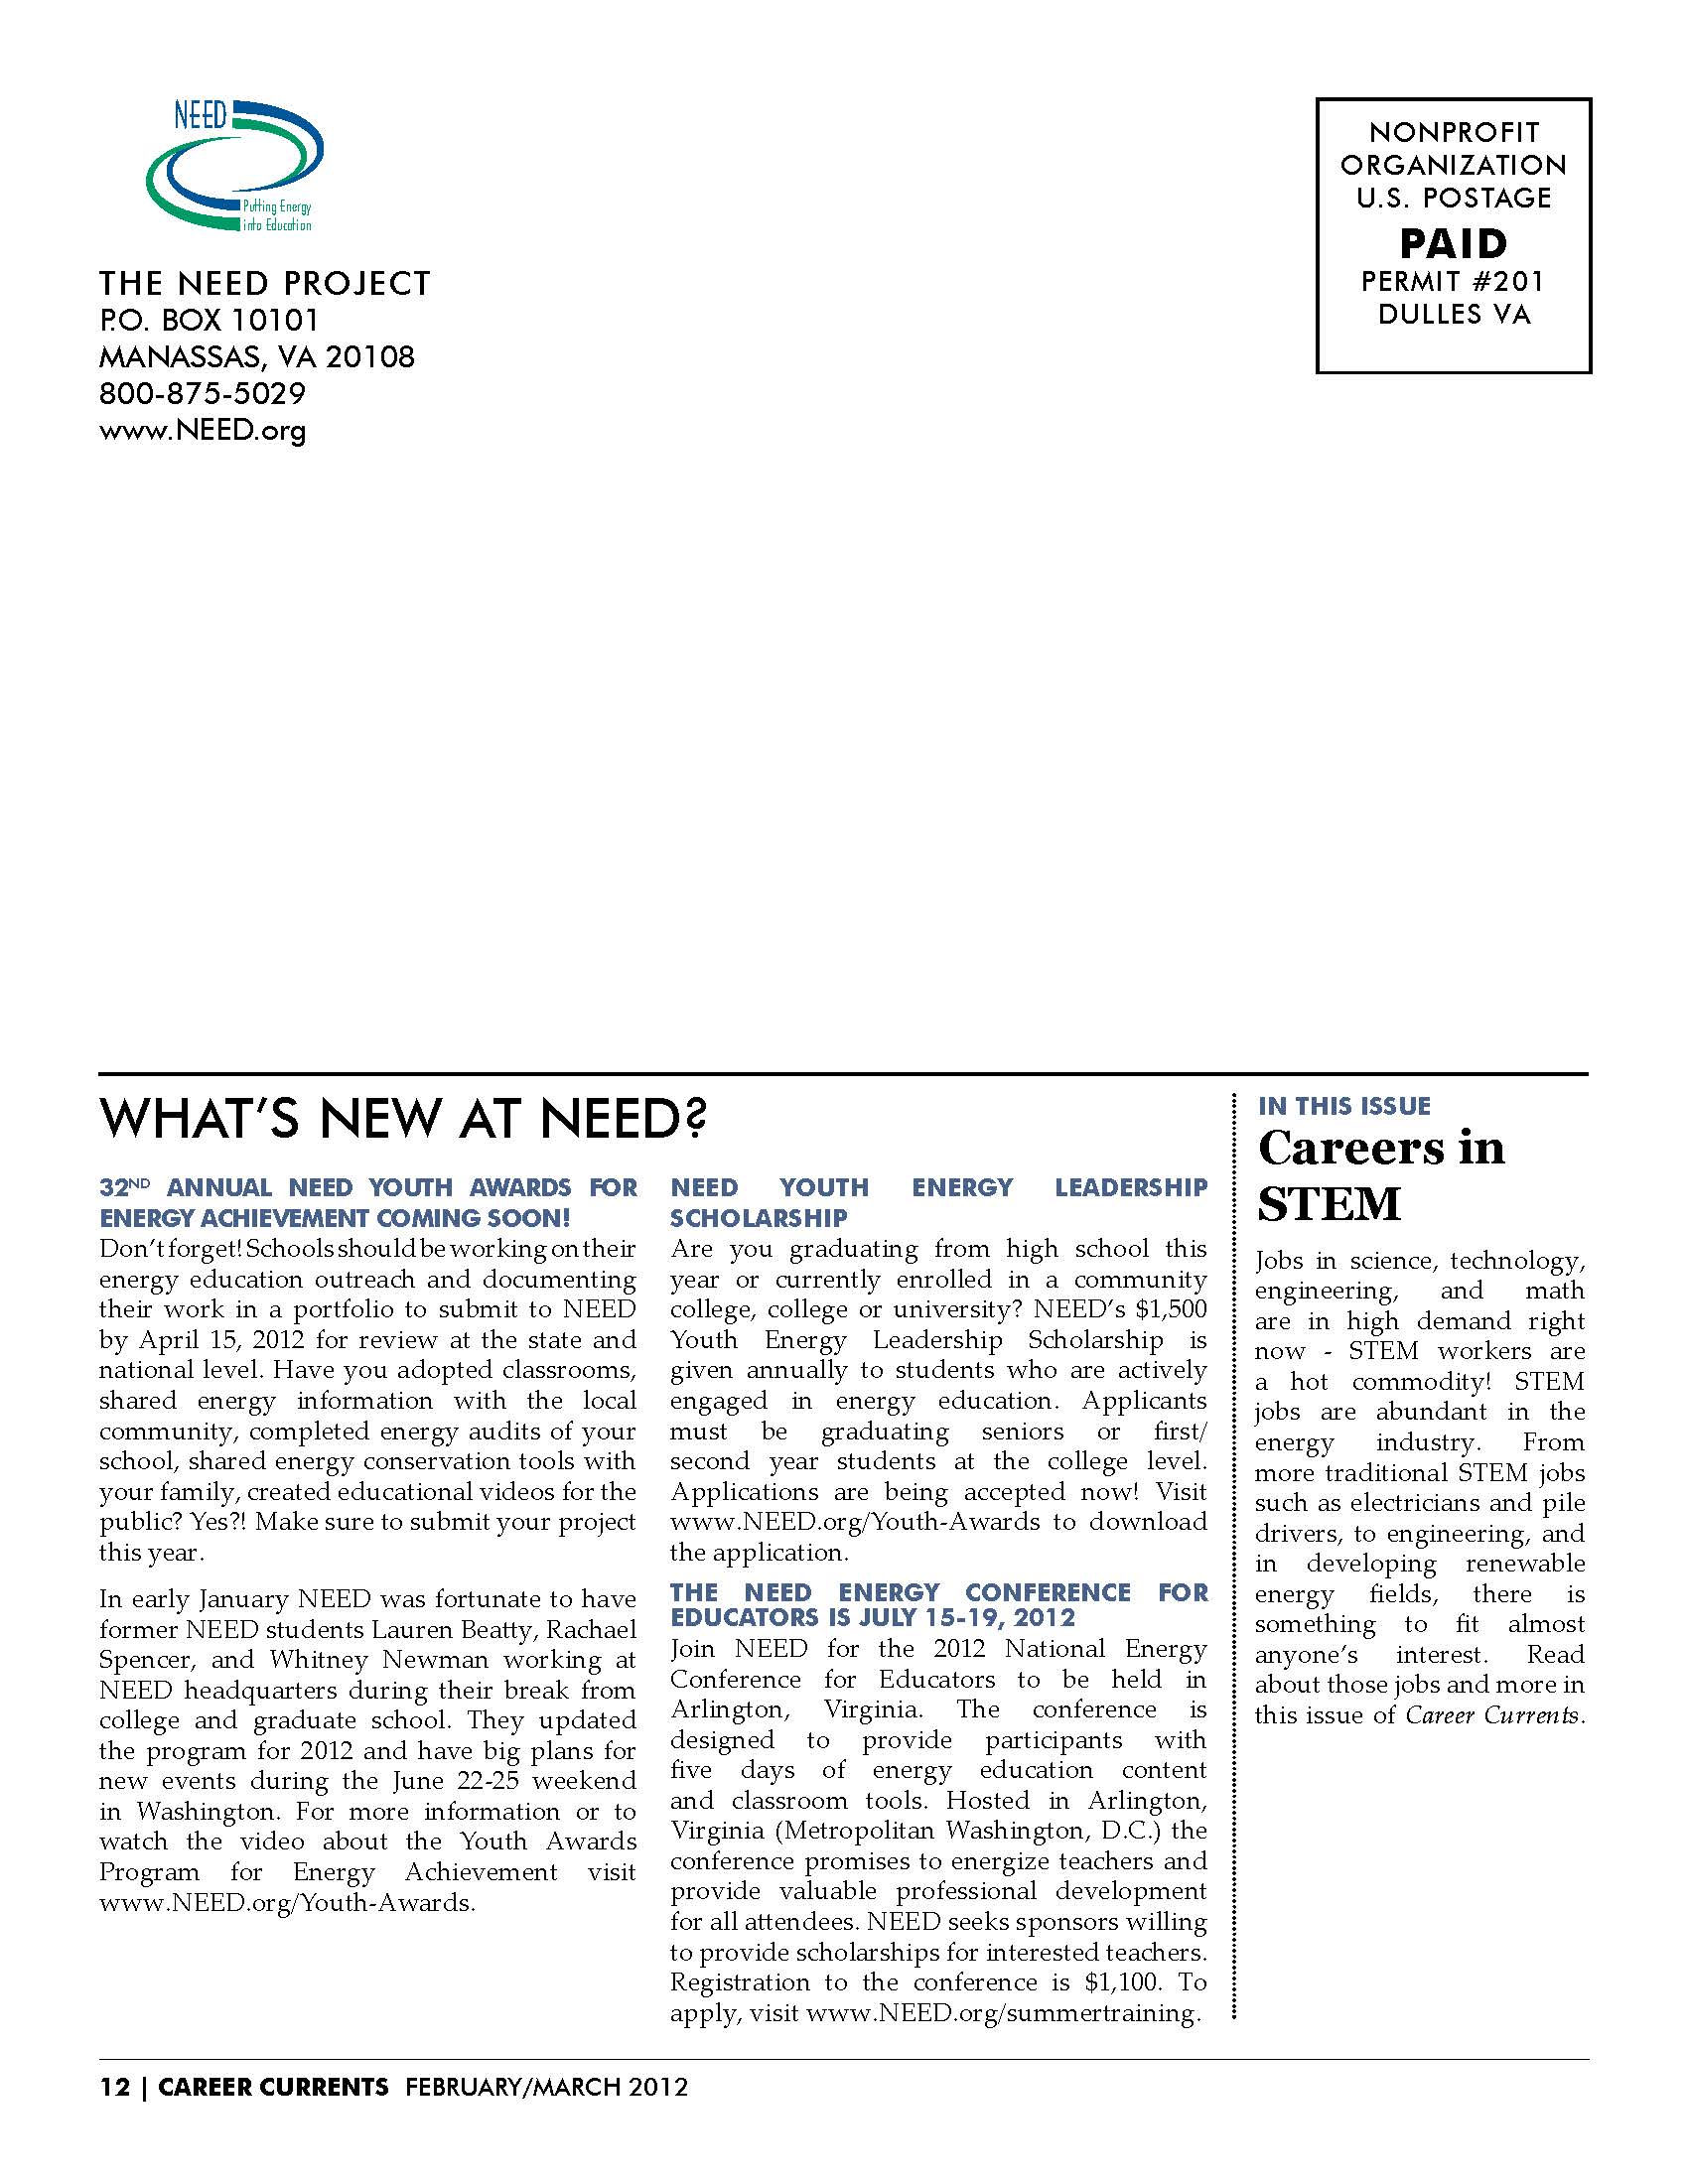 NEED
Putting Energy
into Education
THE NEED PROJECT
P.O. BOX 10101
MANASSAS, VA 20108
800-875-5029
www.NEED.org
NONPROFIT
ORGANIZATION
U.S. POSTAGE
PAID
PERMIT #201
DULLES VA
WHAT'S NEW AT NEED?
32ND ANNUAL NEED YOUTH AWARDS FOR
ENERGY ACHIEVEMENT COMING SOON!
Don't forget! Schools should be working on their
energy education outreach and documenting
their work in a portfolio to submit to NEED
by April 15, 2012 for review at the state and
national level. Have you adopted classrooms,
shared energy information with the local
community, completed energy audits of your
school, shared energy conservation tools with
your family, created educational videos for the
public? Yes?! Make sure to submit your project
this year.
In early January NEED was fortunate to have
former NEED students Lauren Beatty, Rachael
Spencer, and Whitney Newman working at
NEED headquarters during their break from
college and graduate school. They updated
the program for 2012 and have big plans for
new events during the June 22-25 weekend
in Washington. For more information or to
watch the video about the Youth Awards
Program for Energy Achievement visit
www.NEED.org/Youth-Awards.
NEED YOUTH ENERGY LEADERSHIP
SCHOLARSHIP
Are you graduating from high school this
year or currently enrolled in a community
college, college or university? NEED's $1,500
Youth Energy Leadership Scholarship is
given annually to students who are actively
engaged in energy education. Applicants
must be graduating seniors or first/
second year students at the college level.
Applications are being accepted now! Visit
www.NEED.org/Youth-Awards to download
the application.
THE NEED ENERGY CONFERENCE FOR
EDUCATORS IS JULY 15-19, 2012
Join NEED for the 2012 National Energy
Conference for Educators to be held in
Arlington, Virginia. The conference is
designed to provide participants with
five days of energy education content
and classroom tools. Hosted in Arlington,
Virginia (Metropolitan Washington, D.C.) the
conference promises to energize teachers and
provide valuable professional development
for all attendees. NEED seeks sponsors willing
to provide scholarships for interested teachers.
Registration to the conference is $1,100. To
apply, visit www.NEED.org/summertraining.
IN THIS ISSUE
Careers in
STEM
Jobs in science, technology,
engineering, and math
are in high demand right
now - STEM workers are
a hot commodity! STEM
jobs are abundant in the
energy industry. From
more traditional STEM jobs
such as electricians and pile
drivers, to engineering, and
in developing renewable
energy fields, there is
something to fit almost
anyone's interest. Read
about those jobs and more in
this issue of Career Currents.
12 | CAREER CURRENTS FEBRUARY/MARCH 2012